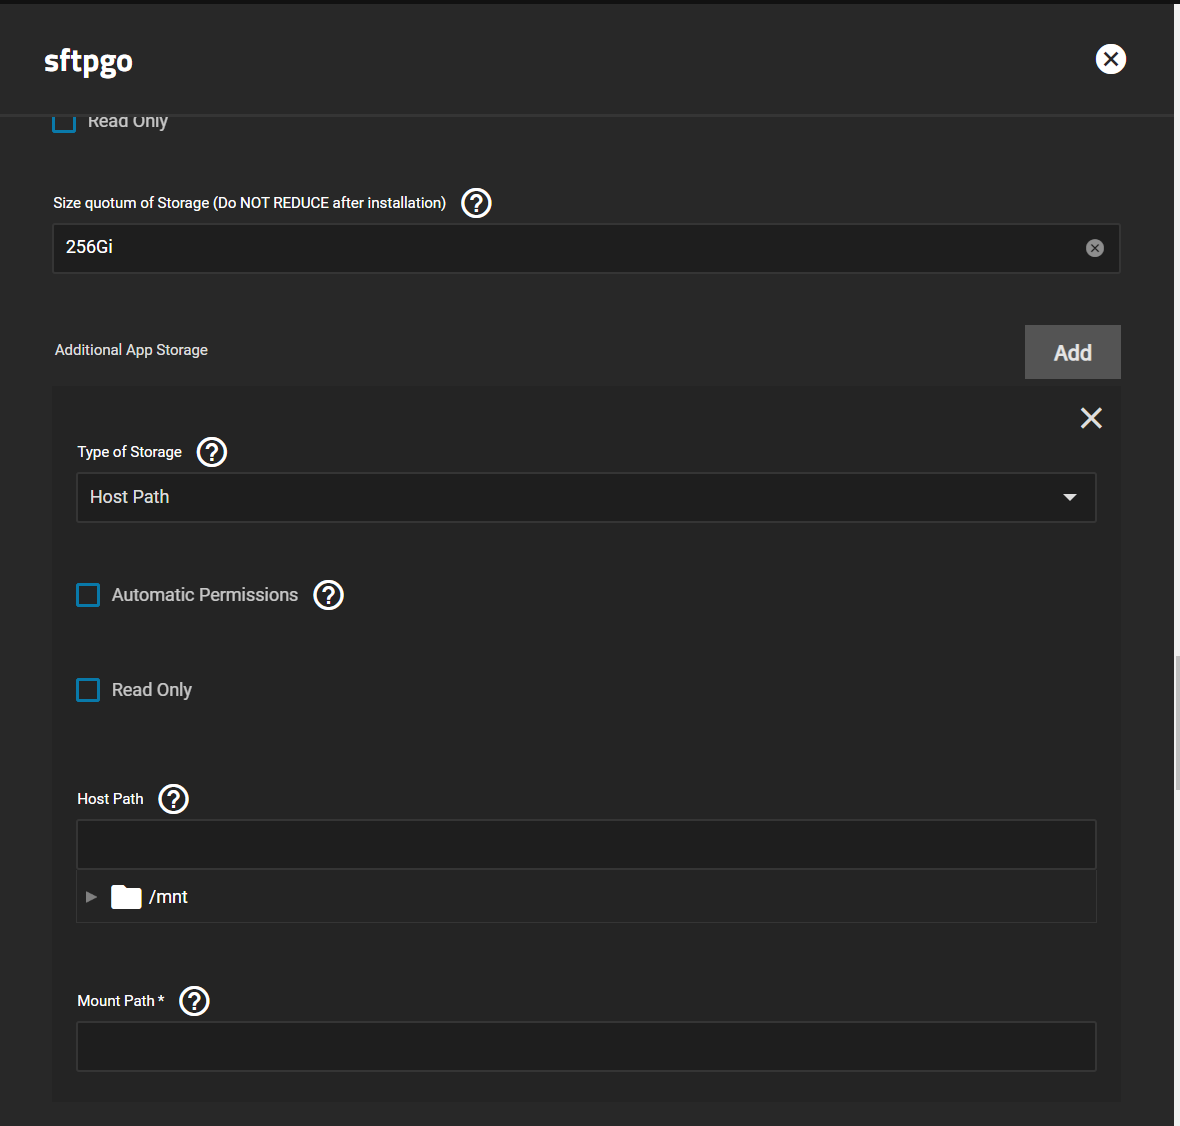 sftpgo
Read Only
Size quotum of Storage (Do NOT REDUCE after installation)
256Gi
Additional App Storage
Add
Type of Storage
Host Path
Automatic Permissions
Read Only
Host Path
/mnt
Mount Path *